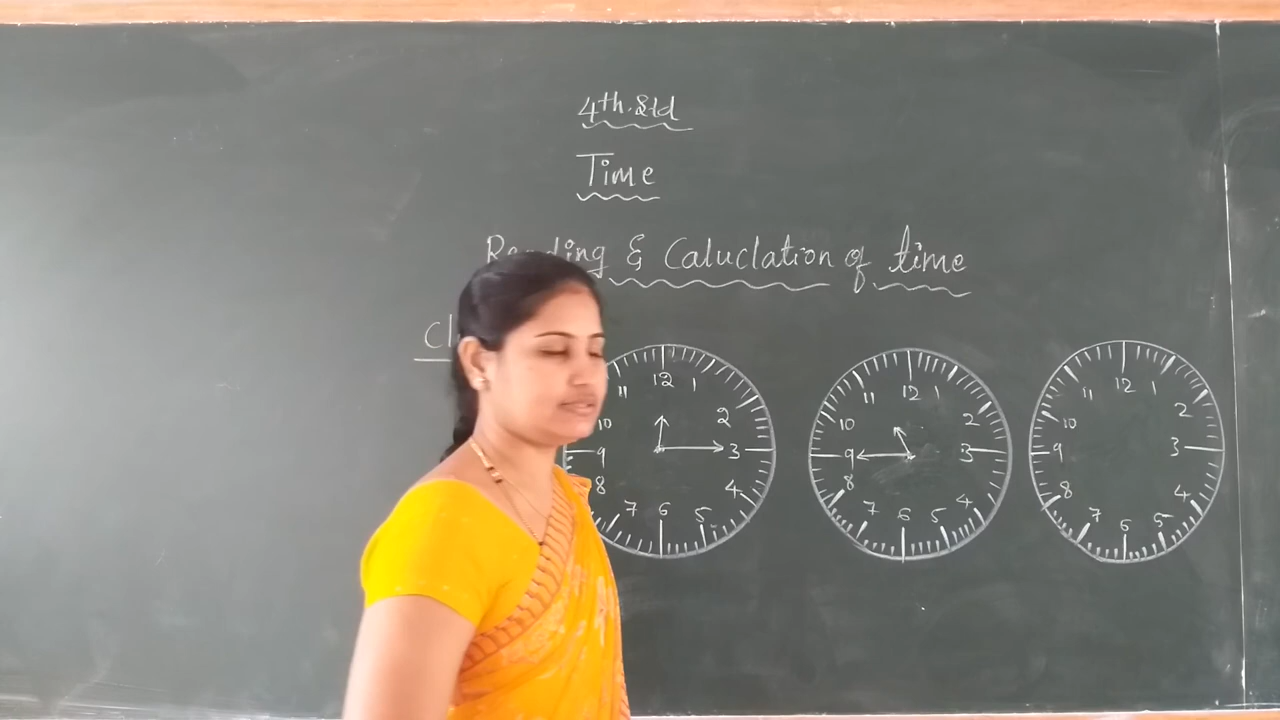 4th.Std
Time
Reading & Caluclation of time
12 1 2 3 4 5 6 7 8 9 10 11
12 1 2 3 4 5 6 7 8 9 10 11
12 1 2 3 4 5 6 7 8 9 10 11